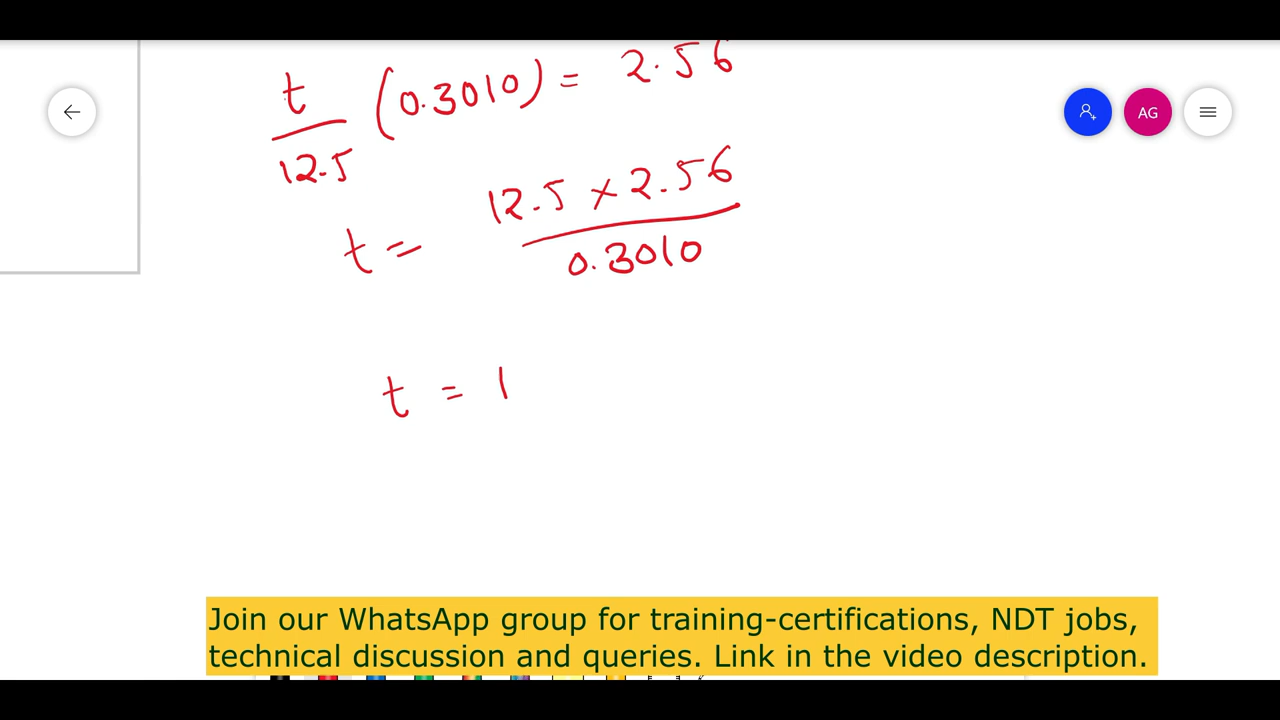 t/12.5 (0.3010) = 2.56
t = 12.5 × 2.56 / 0.3010
t = 1
AG
Join our WhatsApp group for training-certifications, NDT jobs,
technical discussion and queries. Link in the video description.